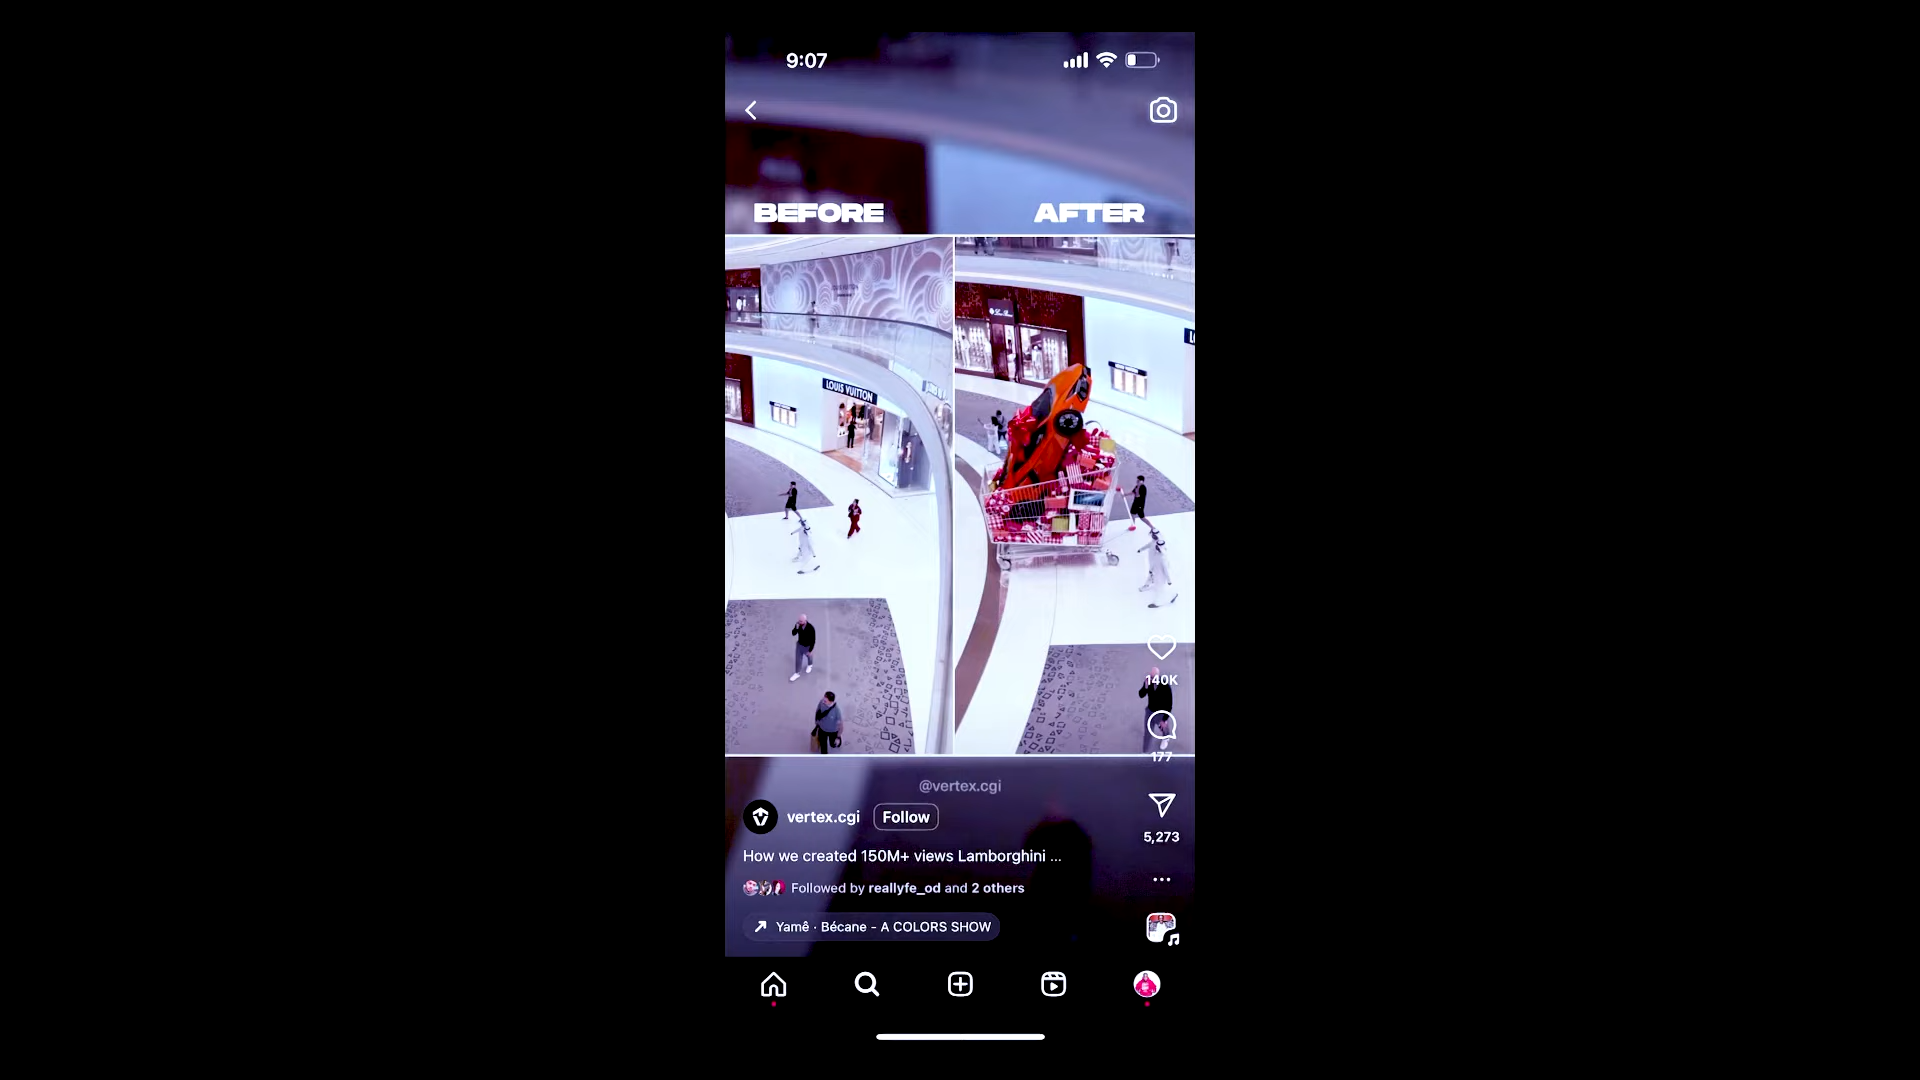 9:07
BEFORE
AFTER
LOUIS VUITTON
140K
177
@vertex.cgi
vertex.cgi
Follow
5,273
How we created 150M+ views Lamborghini ...
Followed by reallyfe_od and 2 others
Yamê · Bécane - A COLORS SHOW